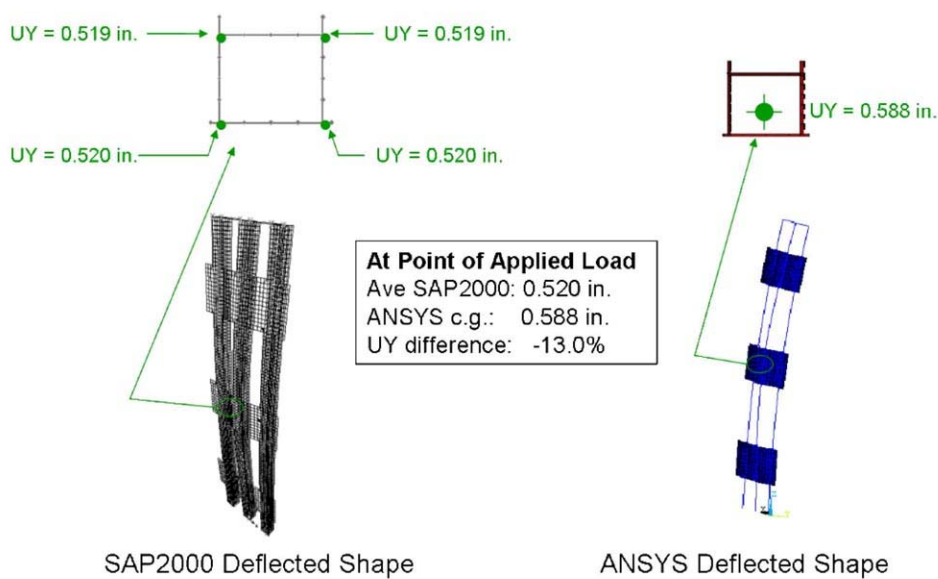 UY = 0.519 in.
UY = 0.519 in.
UY = 0.588 in.
UY = 0.520 in.
UY = 0.520 in.
At Point of Applied Load
Ave SAP2000: 0.520 in.
ANSYS c.g.: 0.588 in.
UY difference: -13.0%
SAP2000 Deflected Shape
ANSYS Deflected Shape